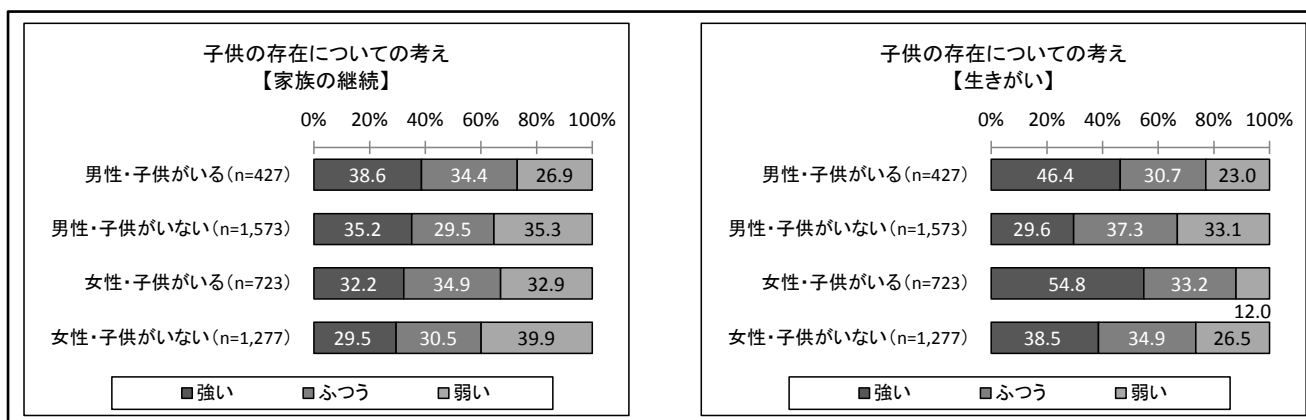 子供の存在についての考え
【家族の継続】
0% 20% 40% 60% 80% 100%
男性・子供がいる(n=427) 38.6 34.4 26.9
男性・子供がいない(n=1,573) 35.2 29.5 35.3
女性・子供がいる(n=723) 32.2 34.9 32.9
女性・子供がいない(n=1,277) 29.5 30.5 39.9
■強い ■ふつう ■弱い
子供の存在についての考え
【生きがい】
0% 20% 40% 60% 80% 100%
男性・子供がいる(n=427) 46.4 30.7 23.0
男性・子供がいない(n=1,573) 29.6 37.3 33.1
女性・子供がいる(n=723) 54.8 33.2
12.0
女性・子供がいない(n=1,277) 38.5 34.9 26.5
■強い ■ふつう ■弱い